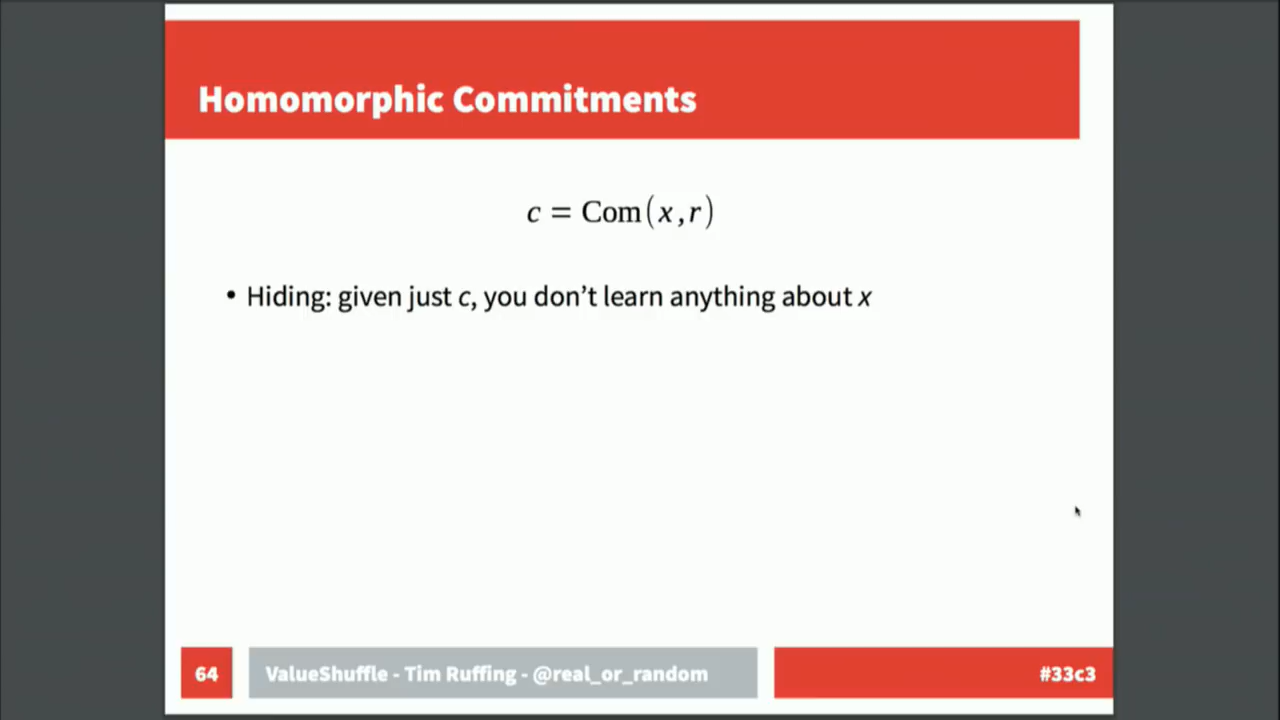 Homomorphic Commitments
c = Com(x,r)
• Hiding: given just c, you don’t learn anything about x
64
ValueShuffle - Tim Ruffing - @real_or_random
#33c3